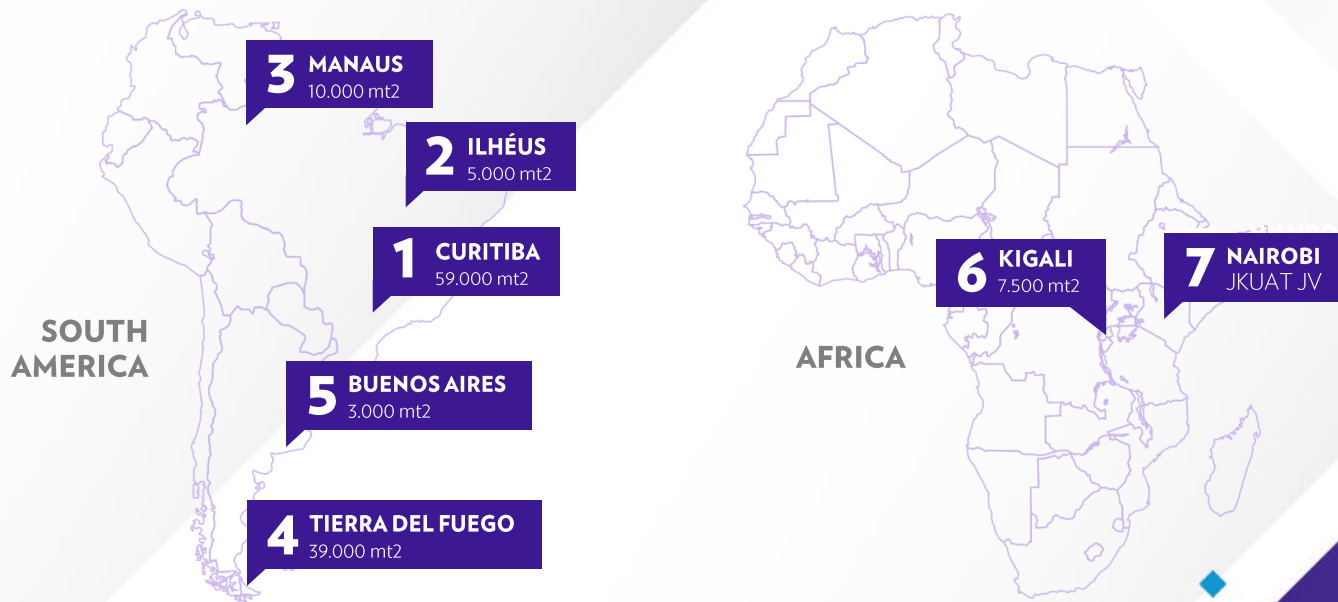 3 MANAUS
10.000 mt2
2 ILHÉUS
5.000 mt2
1 CURITIBA
59.000 mt2
SOUTH
AMERICA
5 BUENOS AIRES
3.000 mt2
4 TIERRA DEL FUEGO
39.000 mt2
6 KIGALI
7.500 mt2
7 NAIROBI
JKUAT JV
AFRICA